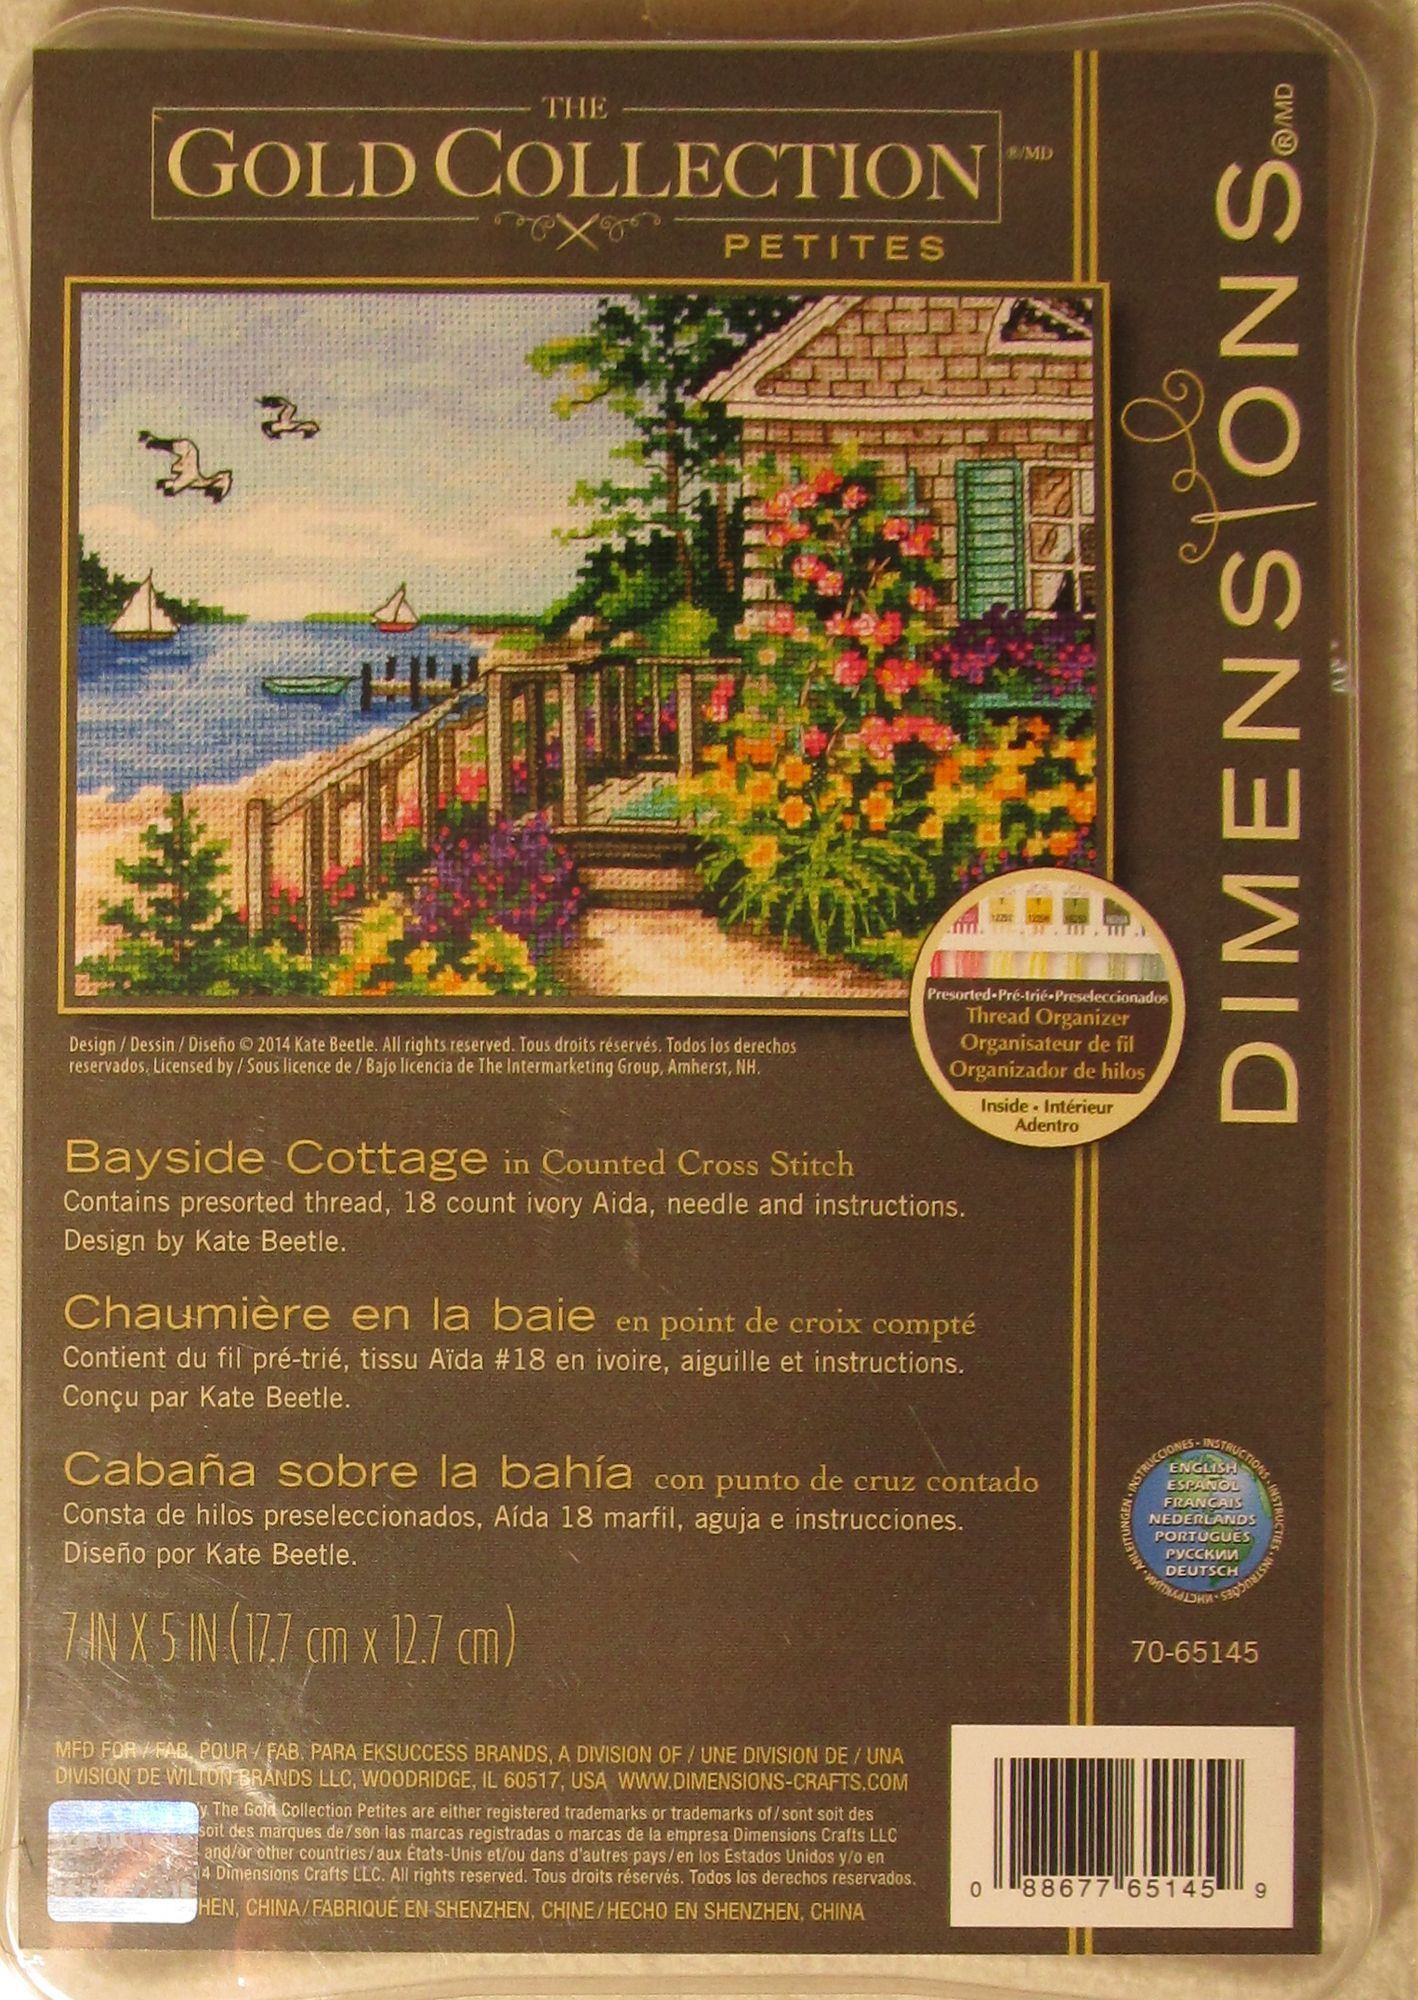 THE
GOLD COLLECTION ®/MD
PETITES
DIMENSIONS®/MD
Presorted•Pré-trié•Preseleccionados
Thread Organizer
Organisateur de fil
Organizador de hilos
Inside • Intérieur
Adentro
Design / Dessin / Diseño © 2014 Kate Beetle. All rights reserved. Tous droits réservés. Todos los derechos
reservados. Licensed by / Sous licence de / Bajo licencia de The Intermarketing Group, Amherst, NH.
Bayside Cottage in Counted Cross Stitch
Contains presorted thread, 18 count ivory Aida, needle and instructions.
Design by Kate Beetle.
Chaumière en la baie en point de croix compté
Contient du fil pré-trié, tissu Aïda #18 en ivoire, aiguille et instructions.
Conçu par Kate Beetle.
Cabaña sobre la bahía con punto de cruz contado
Consta de hilos preseleccionados, Aída 18 marfil, aguja e instrucciones.
Diseño por Kate Beetle.
7 IN X 5 IN (17.7 cm x 12.7 cm)
INSTRUCCIONES • INSTRUCTIONS • INSTRUCTIES • INSTRUÇÕES • ИНСТРУКЦИИ • ANLEITUNGEN
ENGLISH
ESPAÑOL
FRANÇAIS
NEDERLANDS
PORTUGUÊS
РУССКИЙ
DEUTSCH
70-65145
MFD FOR / FAB. POUR / FAB. PARA EKSUCCESS BRANDS, A DIVISION OF / UNE DIVISION DE / UNA
DIVISION DE WILTON BRANDS LLC, WOODRIDGE, IL 60517, USA WWW.DIMENSIONS-CRAFTS.COM
The Gold Collection Petites are either registered trademarks or trademarks of/sont soit des
soit des marques de/son las marcas registradas o marcas de la empresa Dimensions Crafts LLC
and/or other countries/aux États-Unis et/ou dans d'autres pays/en los Estados Unidos y/o en
4 Dimensions Crafts LLC. All rights reserved. Tous droits réservés. Todos los derechos reservados.
HEN, CHINA/FABRIQUÉ EN SHENZHEN, CHINE/HECHO EN SHENZHEN, CHINA
0 88677 65145 9